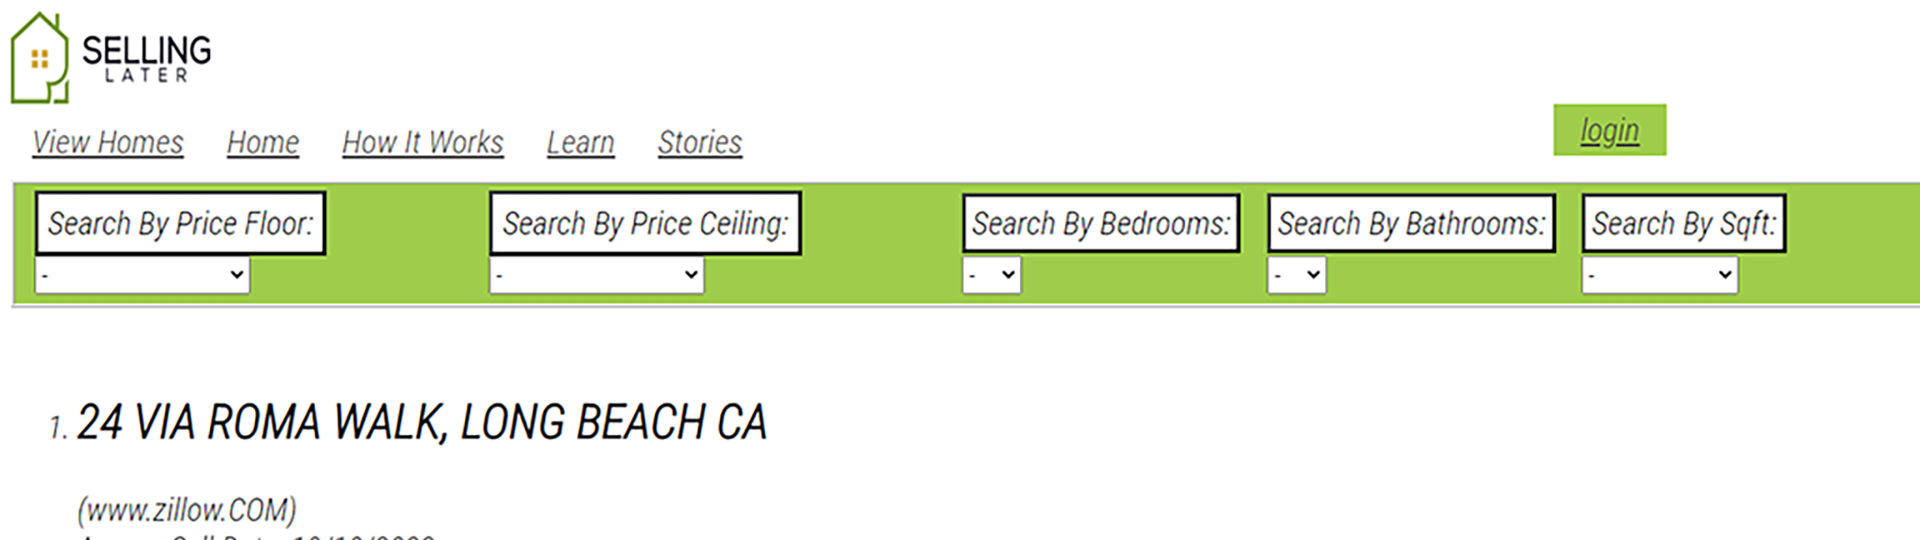 SELLING
LATER
View Homes Home How It Works Learn Stories login
Search By Price Floor: Search By Price Ceiling: Search By Bedrooms: Search By Bathrooms: Search By Sqft:
- - - - -
1. 24 VIA ROMA WALK, LONG BEACH CA
(www.zillow.COM)